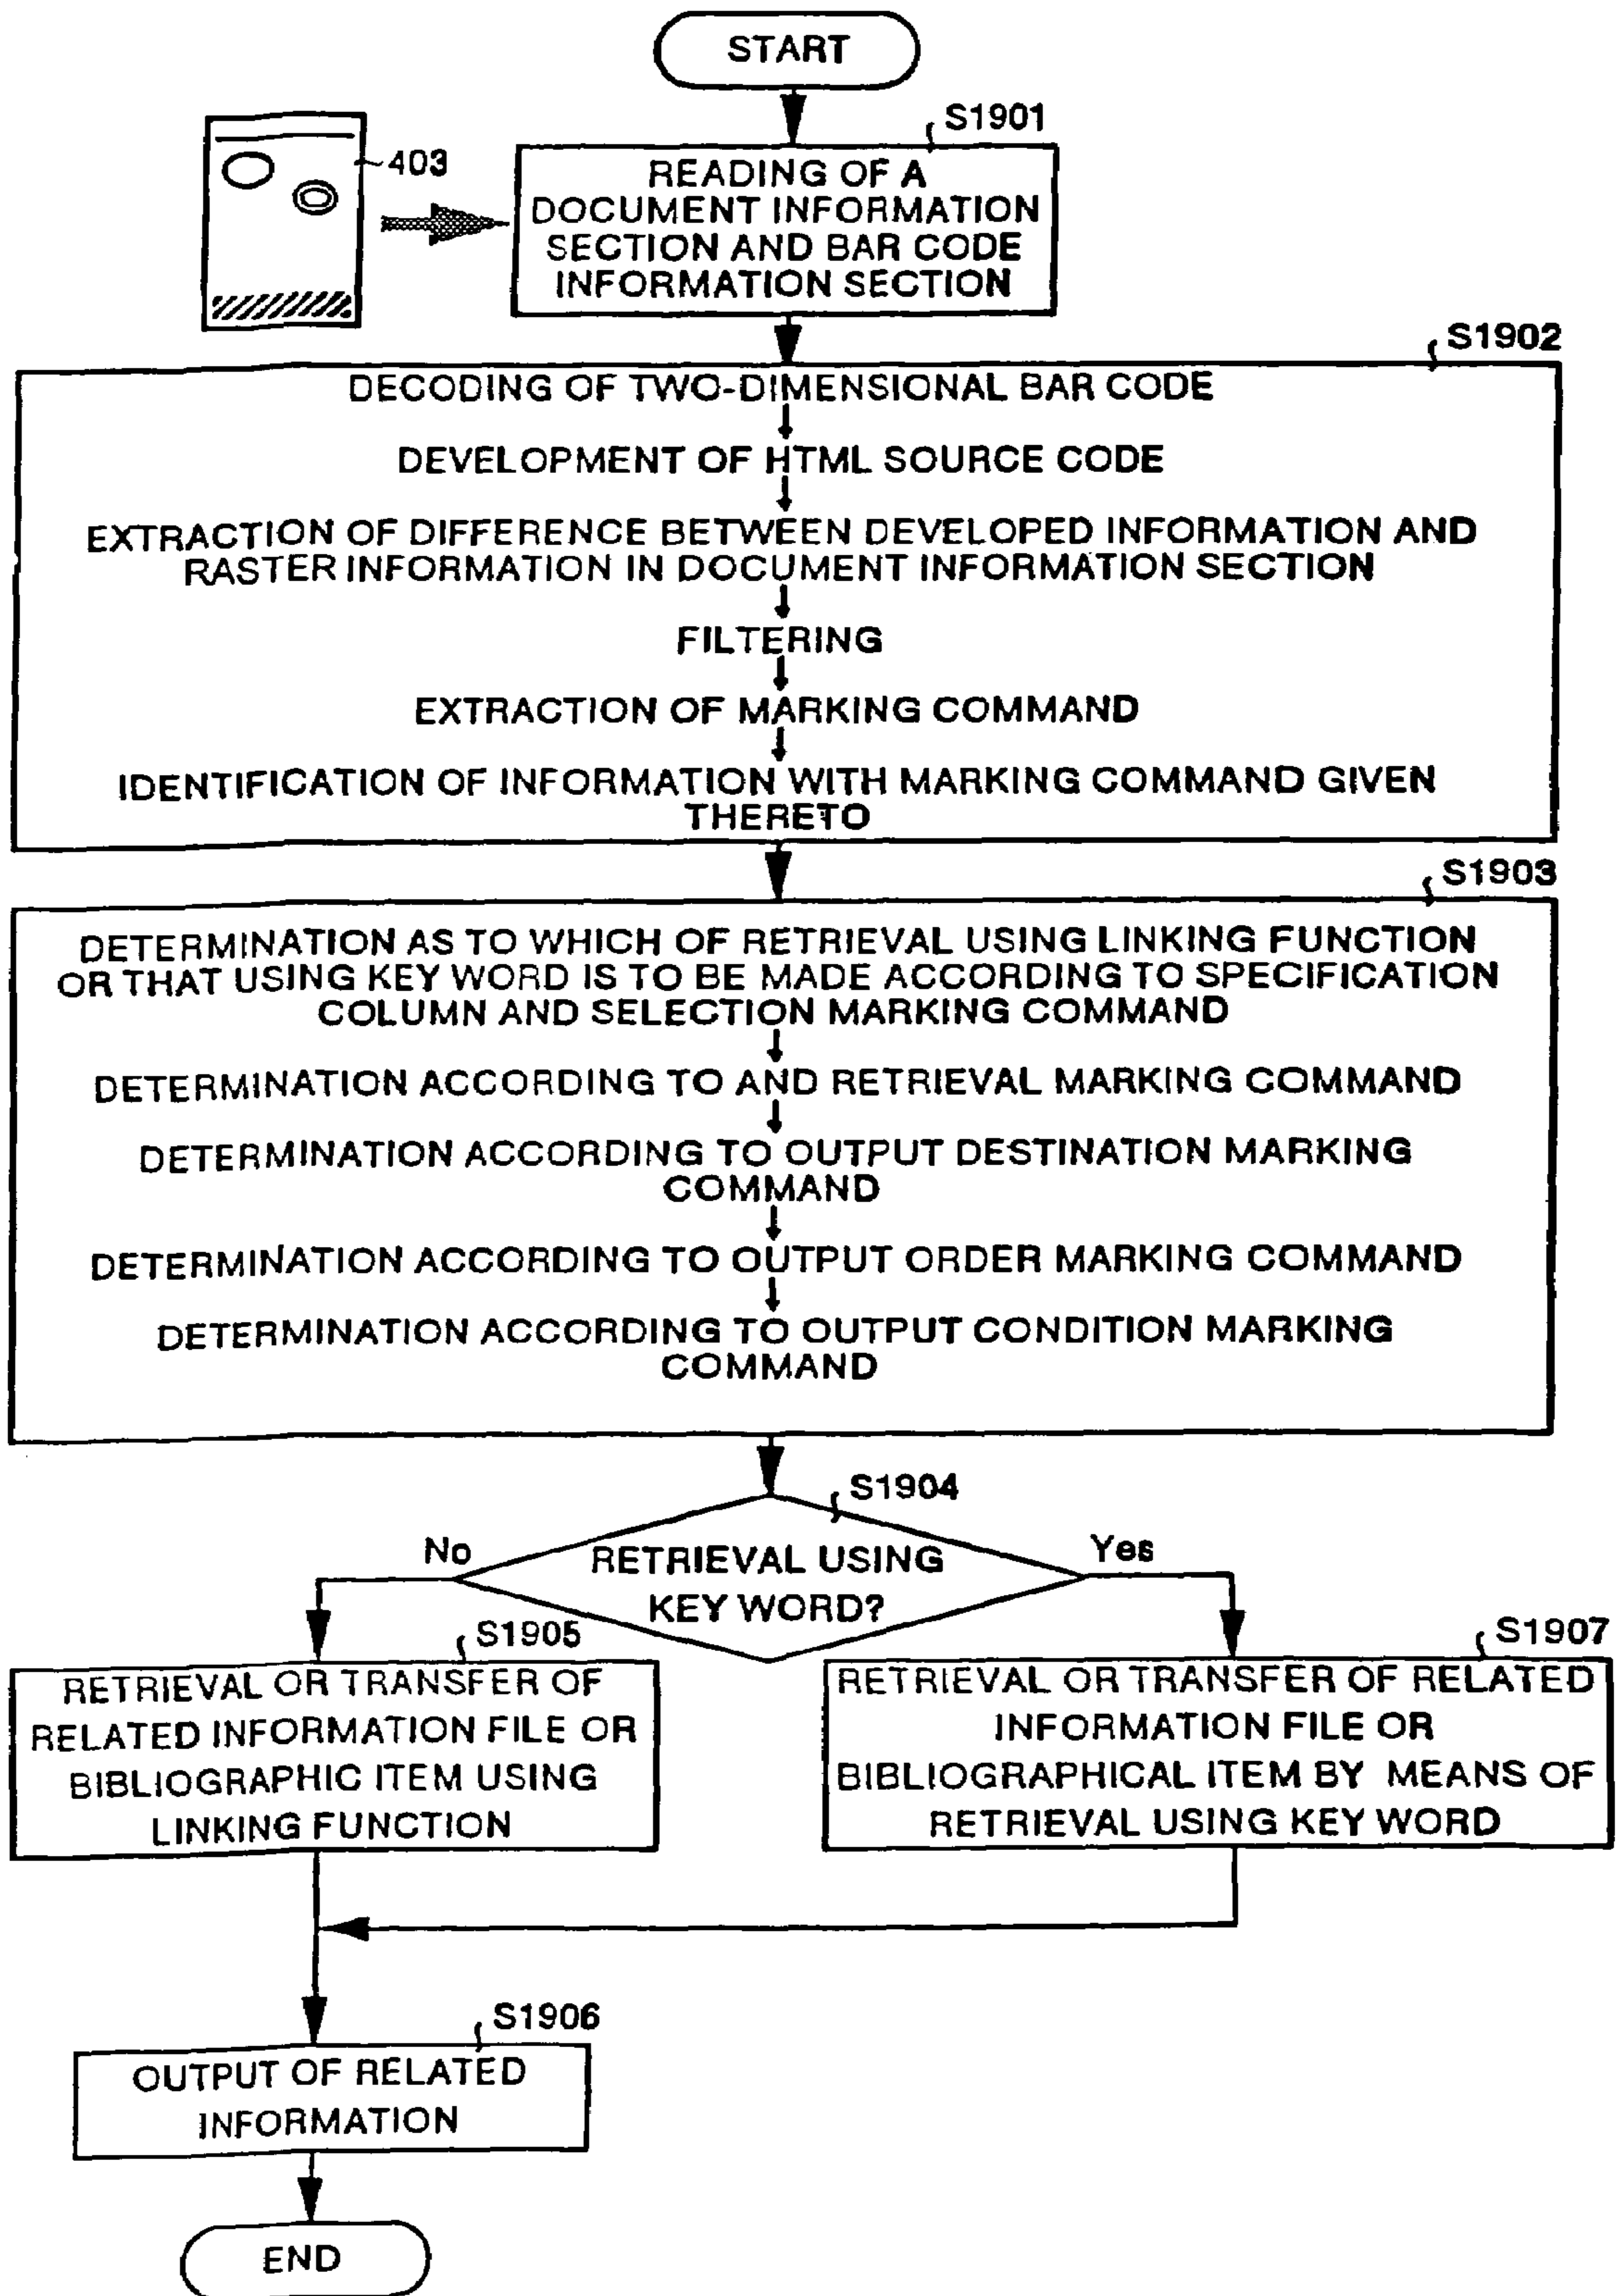 START
S1901
403
READING OF A
DOCUMENT INFORMATION
SECTION AND BAR CODE
INFORMATION SECTION
S1902
DECODING OF TWO-DIMENSIONAL BAR CODE
DEVELOPMENT OF HTML SOURCE CODE
EXTRACTION OF DIFFERENCE BETWEEN DEVELOPED INFORMATION AND
RASTER INFORMATION IN DOCUMENT INFORMATION SECTION
FILTERING
EXTRACTION OF MARKING COMMAND
IDENTIFICATION OF INFORMATION WITH MARKING COMMAND GIVEN
THERETO
S1903
DETERMINATION AS TO WHICH OF RETRIEVAL USING LINKING FUNCTION
OR THAT USING KEY WORD IS TO BE MADE ACCORDING TO SPECIFICATION
COLUMN AND SELECTION MARKING COMMAND
DETERMINATION ACCORDING TO AND RETRIEVAL MARKING COMMAND
DETERMINATION ACCORDING TO OUTPUT DESTINATION MARKING
COMMAND
DETERMINATION ACCORDING TO OUTPUT ORDER MARKING COMMAND
DETERMINATION ACCORDING TO OUTPUT CONDITION MARKING
COMMAND
S1904
No
RETRIEVAL USING
KEY WORD?
Yes
S1905
RETRIEVAL OR TRANSFER OF
RELATED INFORMATION FILE OR
BIBLIOGRAPHIC ITEM USING
LINKING FUNCTION
S1907
RETRIEVAL OR TRANSFER OF RELATED
INFORMATION FILE OR
BIBLIOGRAPHICAL ITEM BY MEANS OF
RETRIEVAL USING KEY WORD
S1906
OUTPUT OF RELATED
INFORMATION
END